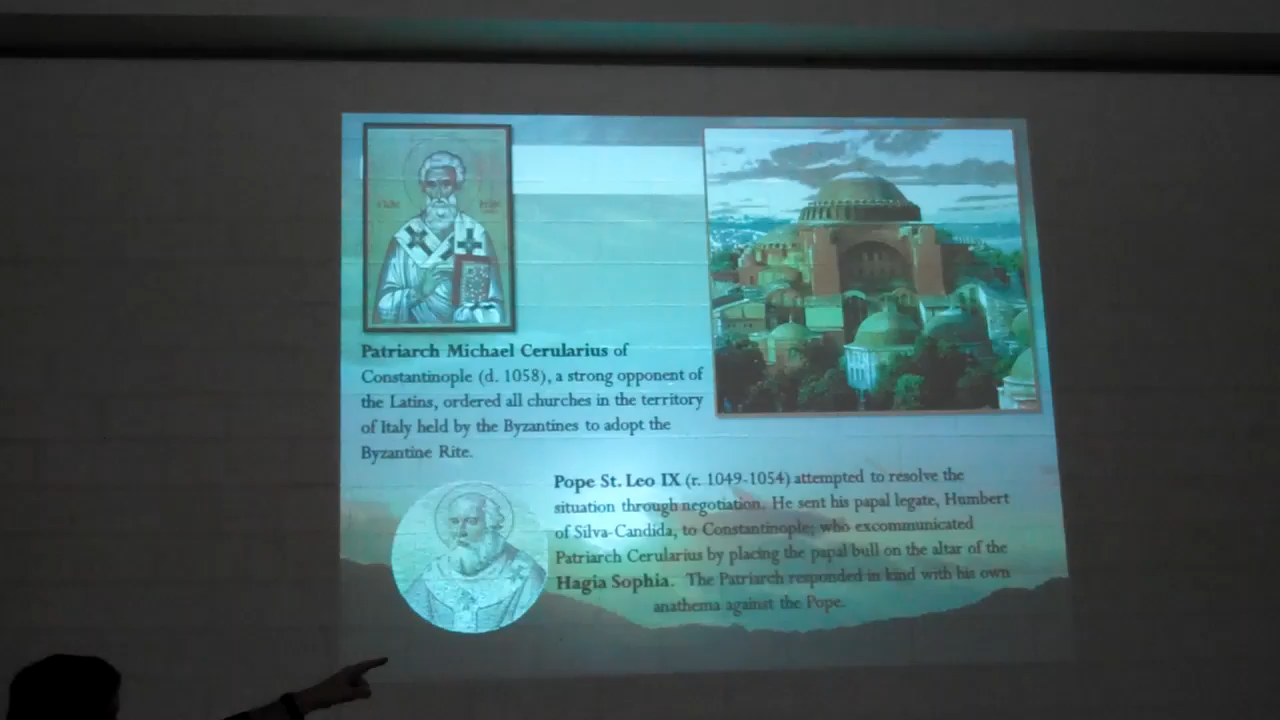 Patriarch Michael Cerularius of
Constantinople (d. 1058), a strong opponent of
the Latins, ordered all churches in the territory
of Italy held by the Byzantines to adopt the
Byzantine Rite.
Pope St. Leo IX (r. 1049-1054) attempted to resolve the
situation through negotiation. He sent his papal legate, Humbert
of Silva-Candida, to Constantinople; who excommunicated
Patriarch Cerularius by placing the papal bull on the altar of the
Hagia Sophia. The Patriarch responded in kind with his own
anathema against the Pope.